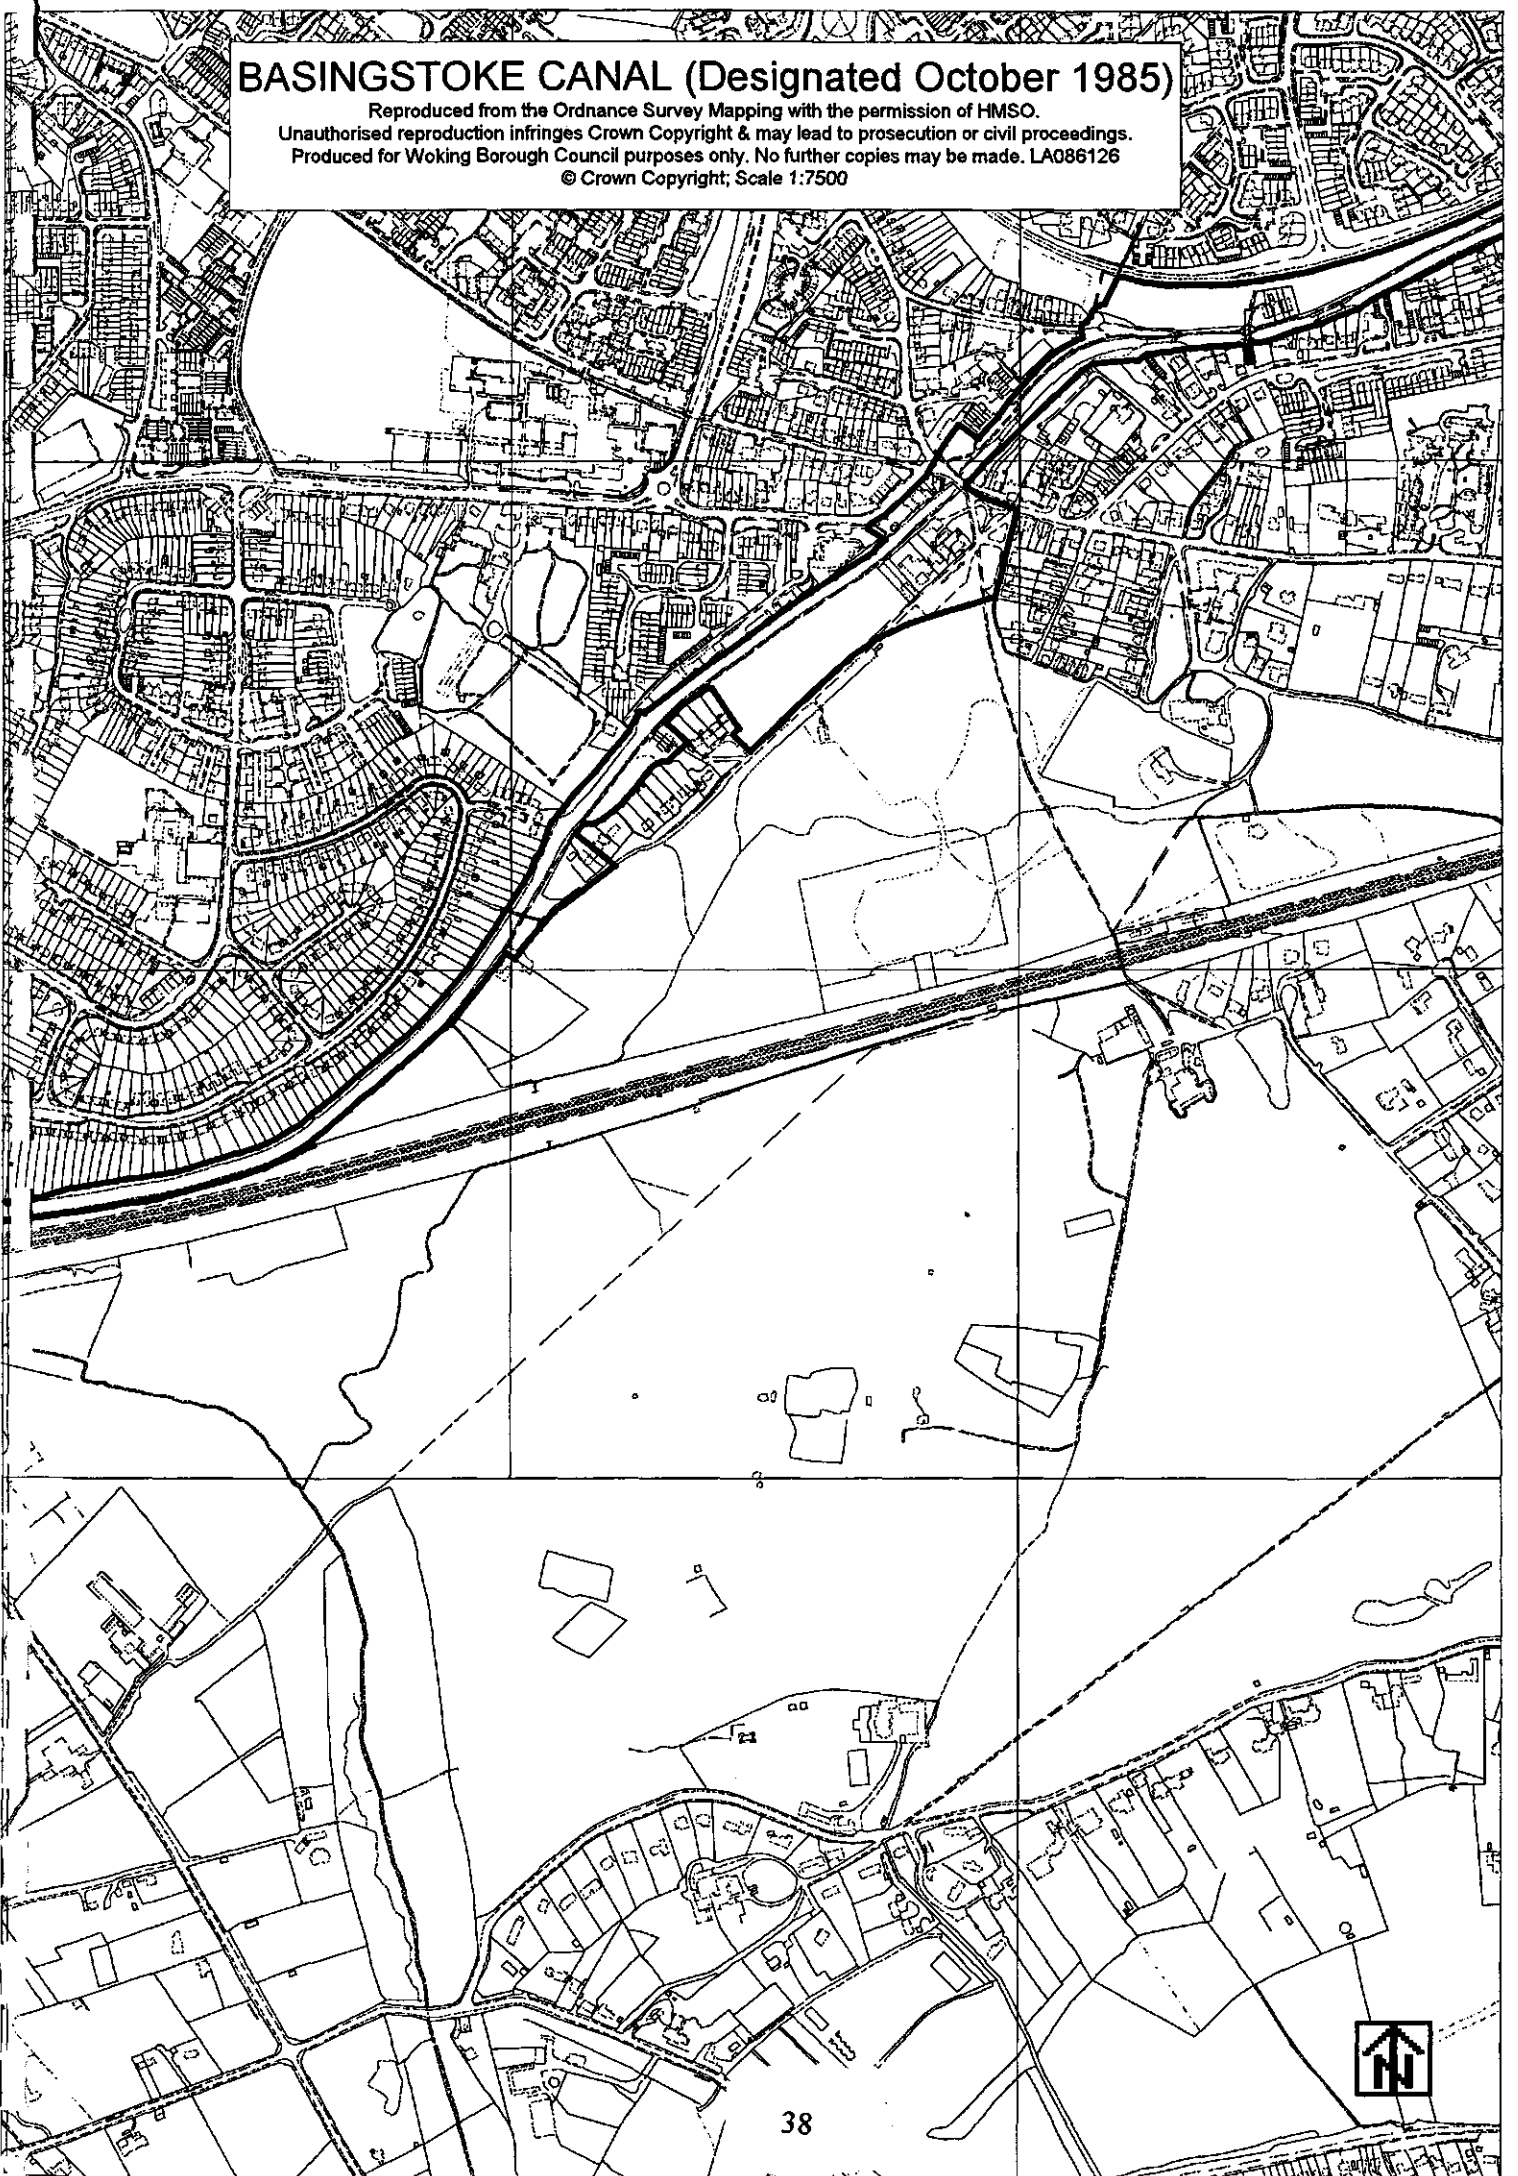 BASINGSTOKE CANAL (Designated October 1985)
Reproduced from the Ordnance Survey Mapping with the permission of HMSO.
Unauthorised reproduction infringes Crown Copyright & may lead to prosecution or civil proceedings.
Produced for Woking Borough Council purposes only. No further copies may be made. LA086126
© Crown Copyright; Scale 1:7500
N
38